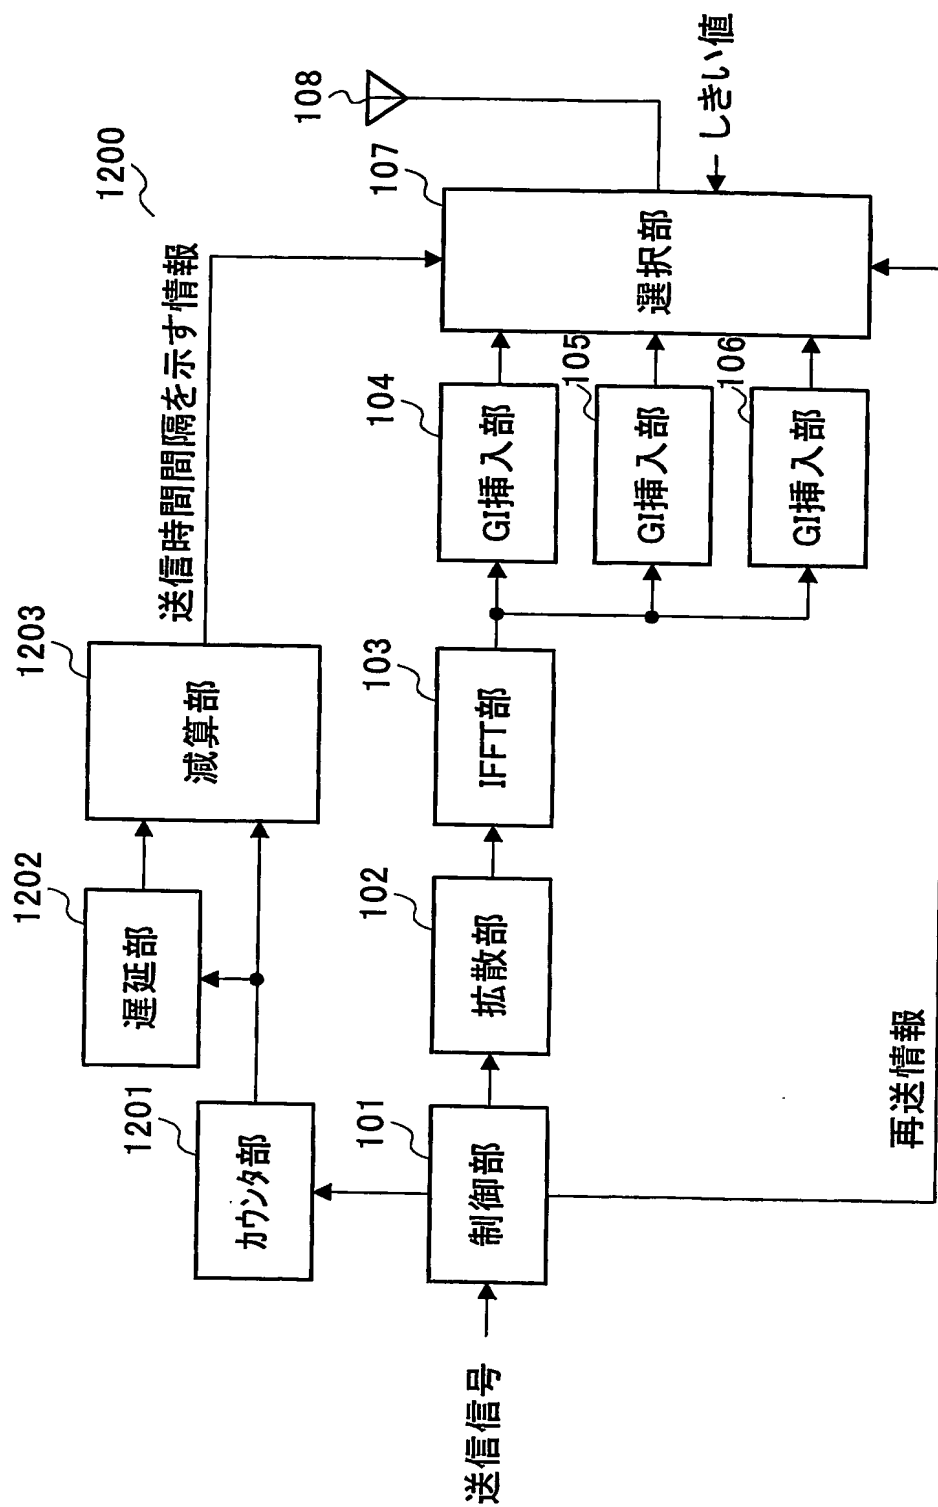 1200
1201
カウンタ部
1202
遅延部
1203
減算部
送信時間間隔を示す情報
送信信号
101
制御部
102
拡散部
103
IFFT部
104
GI挿入部
105
GI挿入部
106
GI挿入部
107
選択部
108
しきい値
再送情報